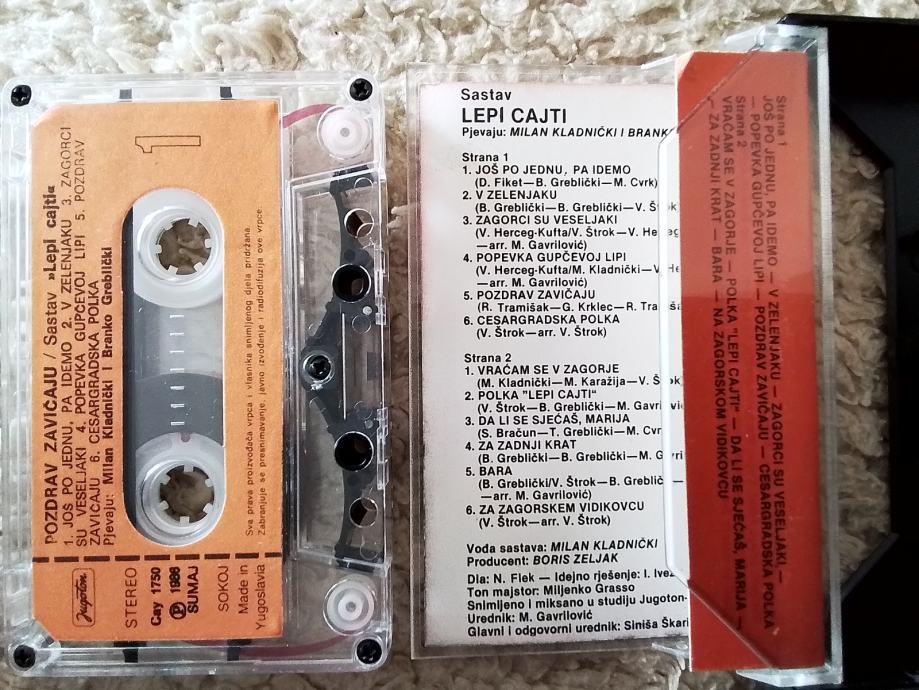 POZDRAV ZAVIČAJU / Sastav »Lepi cajti«
1. JOŠ PO JEDNU, PA IDEMO 2. V ZELENJAKU 3. ZAGORCI
SU VESELJAKI 4. POPEVKA GUPČEVOJ LIPI 5. POZDRAV
ZAVIČAJU 6. CESARGRADSKA POLKA
Pjevaju: Milan Kladnički i Branko Greblički
1
Sva prava proizvođača vrpca i vlasnika snimljenog djela pridržana.
Zabranjuje se presnimavanje, javno izvođenje i radiodifuzija ove vrpce.
Jugoton
STEREO
Cay 1750
Ⓟ 1986
SUMAJ
SOKOJ
Made in
Yugoslavia
Sastav
LEPI CAJTI
Pjevaju: MILAN KLADNIČKI I BRANKO
Strana 1
1. JOŠ PO JEDNU, PA IDEMO
(D. Fiket—B. Greblički—M. Cvrk)
2. V ZELENJAKU
(B. Greblički—B. Greblički—V. Štrok
3. ZAGORCI SU VESELJAKI
(V. Herceg-Kufta/V. Štrok—V. Herceg
—arr. M. Gavrilović)
4. POPEVKA GUPČEVOJ LIPI
(V. Herceg-Kufta/M. Kladnički—V. He
—arr. M. Gavrilović)
5. POZDRAV ZAVIČAJU
(R. Tramišak—G. Krklec—R. Tramiša
6. CESARGRADSKA POLKA
(V. Štrok—arr. V. Štrok)
Strana 2
1. VRAĆAM SE V ZAGORJE
(M. Kladnički—M. Karažija—V. Štok
2. POLKA "LEPI CAJTI"
(V. Štrok—B. Greblički—M. Gavrilovi
3. DA LI SE SJEĆAŠ, MARIJA
(S. Bračun—T. Greblički—M. Cvr
4. ZA ZADNJI KRAT
(B. Greblički—B. Greblički—M. G
5. BARA
(B. Greblički/V. Štrok—B. Greblič
—arr. M. Gavrilović)
6. ZA ZAGORSKEM VIDIKOVCU
(V. Štrok—arr. V. Štrok)
Vođa sastava: MILAN KLADNIČKI
Producent: BORIS ZELJAK
Dia: N. Flek — Idejno rješenje: I. Ivez
Ton majstor: Miljenko Grasso
Snimljeno i miksano u studiju Jugoton-
Urednik: M. Gavrilović
Glavni i odgovorni urednik: Siniša Škari
Strana 1
JOŠ PO JEDNU, PA IDEMO — V ZELENJAKU — ZAGORCI SU VESELJAKI, —
— POPEVKA GUPČEVOJ LIPI — POZDRAV ZAVIČAJU — CESARGRADSKA POLKA
Strana 2
VRAĆAM SE V ZAGORJE — POLKA "LEPI CAJTI" — DA LI SE SJEĆAŠ, MARIJA —
— ZA ZADNJI KRAT — BARA — NA ZAGORSKOM VIDIKOVCU